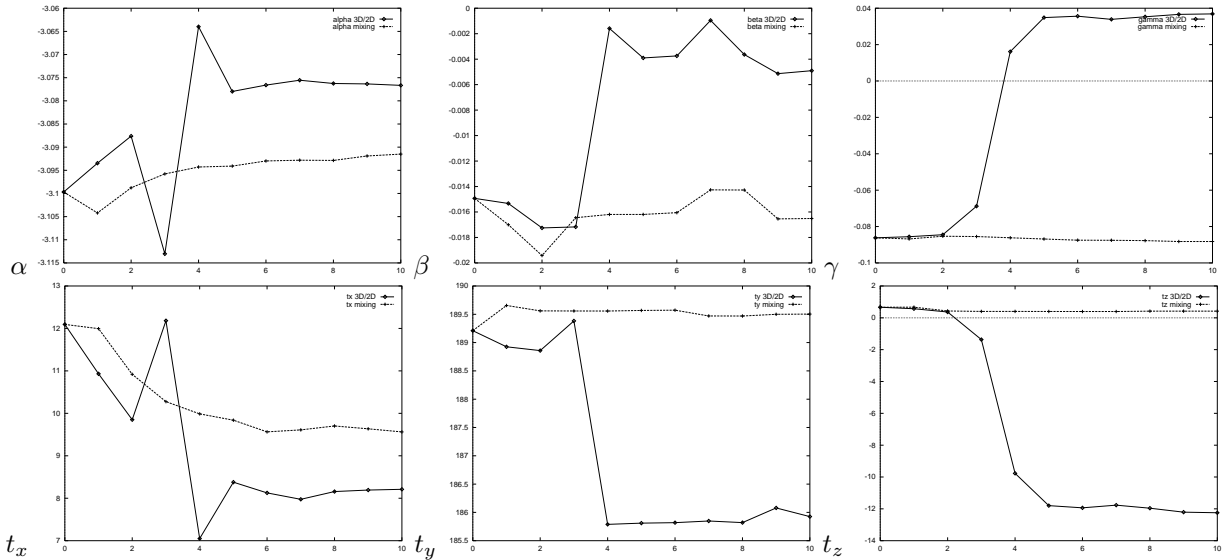 -3.06
-3.065
-3.07
-3.075
-3.08
-3.085
-3.09
-3.095
-3.1
-3.105
-3.11
-3.115
0 2 4 6 8 10
alpha 3D/2D
alpha mixing
α
0
-0.002
-0.004
-0.006
-0.008
-0.01
-0.012
-0.014
-0.016
-0.018
-0.02
0 2 4 6 8 10
beta 3D/2D
beta mixing
β
0.04
0.02
0
-0.02
-0.04
-0.06
-0.08
-0.1
0 2 4 6 8 10
gamma 3D/2D
gamma mixing
γ
13
12
11
10
9
8
7
0 2 4 6 8 10
tx 3D/2D
tx mixing
tx
190
189.5
189
188.5
188
187.5
187
186.5
186
185.5
0 2 4 6 8 10
ty 3D/2D
ty mixing
ty
2
0
-2
-4
-6
-8
-10
-12
-14
0 2 4 6 8 10
tz 3D/2D
tz mixing
tz